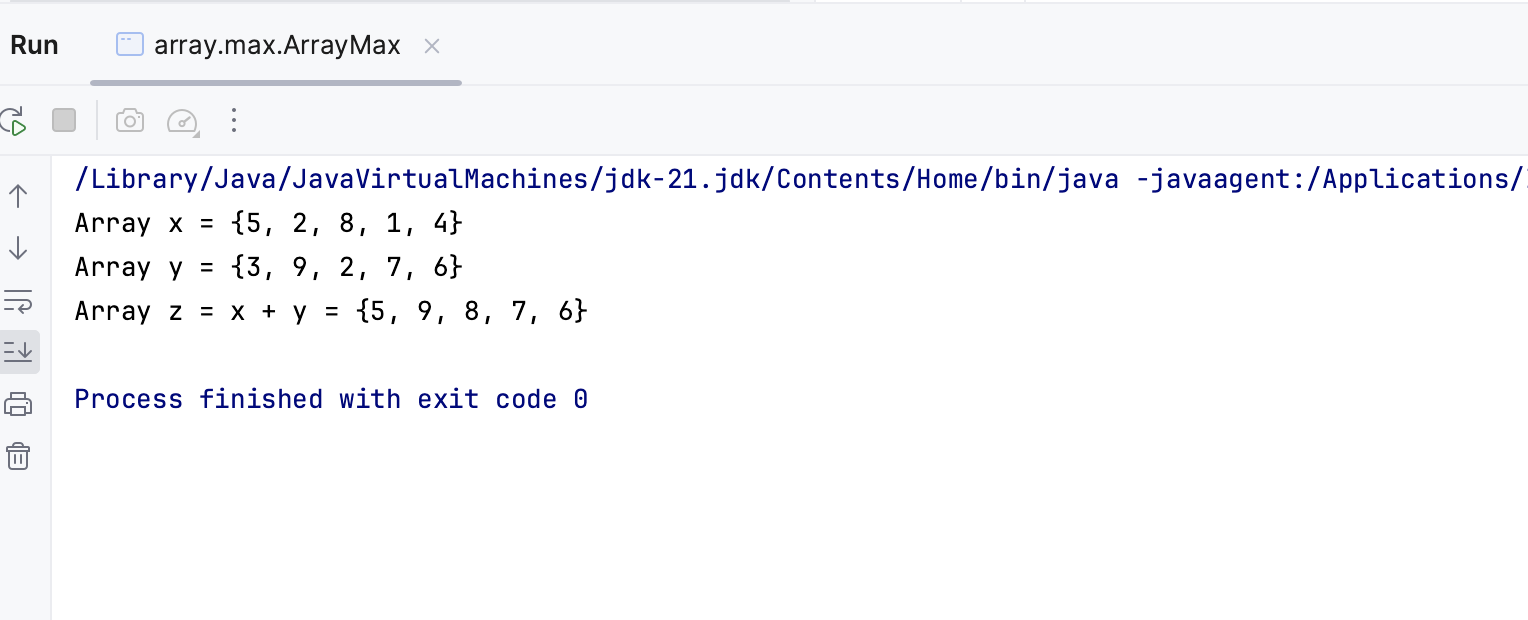 Run array.max.ArrayMax
/Library/Java/JavaVirtualMachines/jdk-21.jdk/Contents/Home/bin/java -javaagent:/Applications/
Array x = {5, 2, 8, 1, 4}
Array y = {3, 9, 2, 7, 6}
Array z = x + y = {5, 9, 8, 7, 6}
Process finished with exit code 0